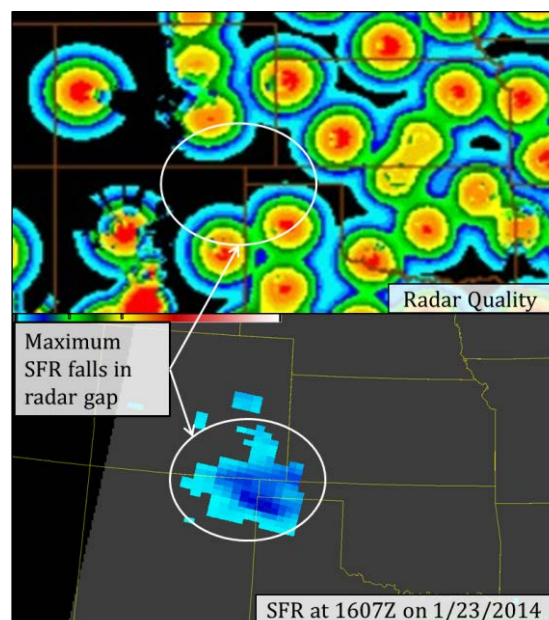 Radar Quality
Maximum
SFR falls in
radar gap
SFR at 1607Z on 1/23/2014